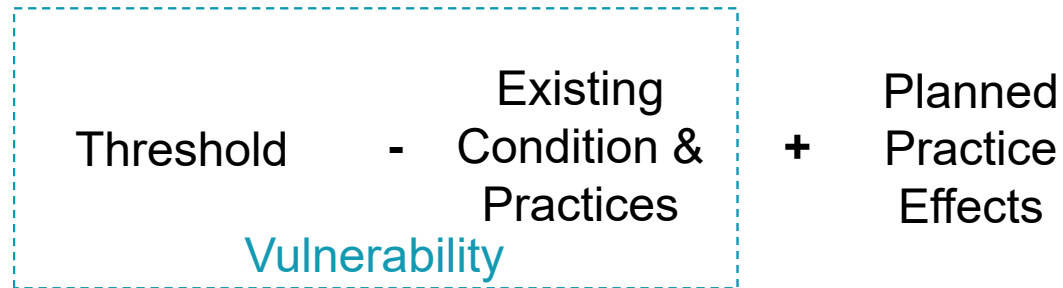 Existing
Planned
Threshold - Condition & + Practice
Practices
Effects
Vulnerability